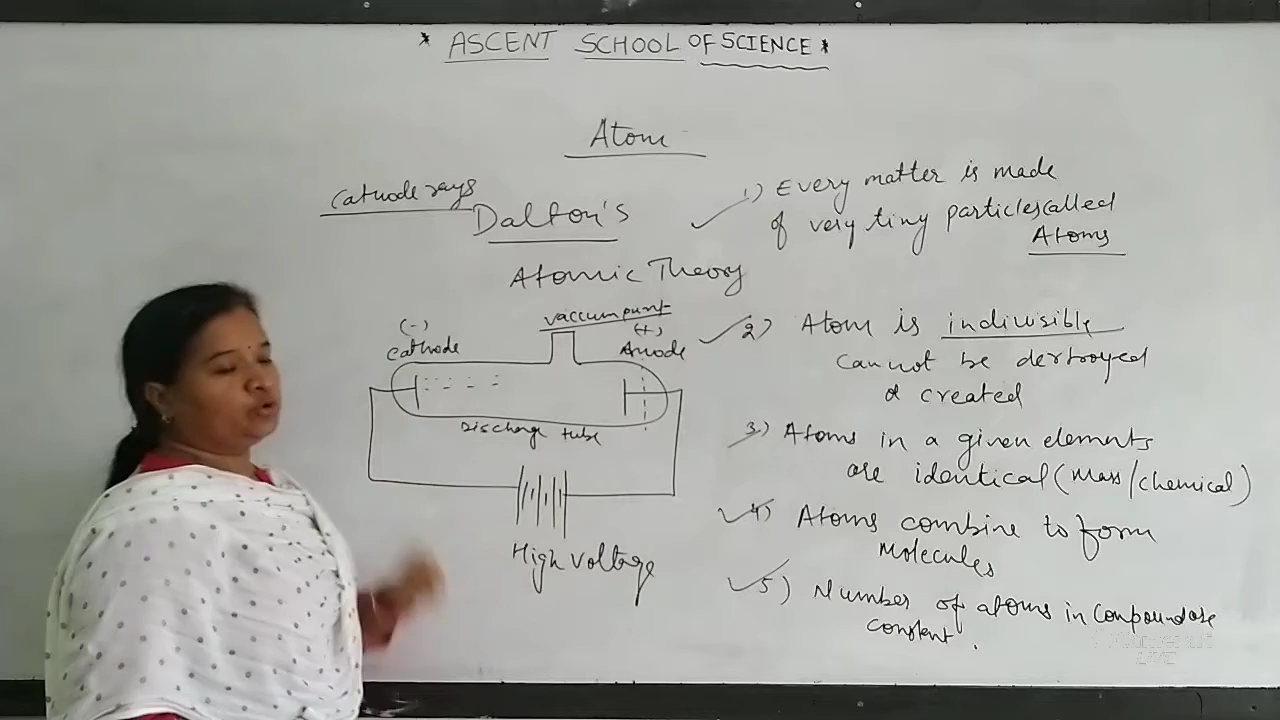 * ASCENT SCHOOL OF SCIENCE *
Atom
Cathode rays
Dalton's
Atomic Theory
vaccum pump
(-)
(+)
Cathode
Anode
Discharge tube
High voltage
1) Every matter is made
of very tiny particles called
Atoms
2) Atom is indivisible
cannot be destroyed
& created
3) Atoms in a given elements
are identical (mass/chemical)
4) Atoms combine to form
Molecules
5) Number of atoms in compound are
constent.